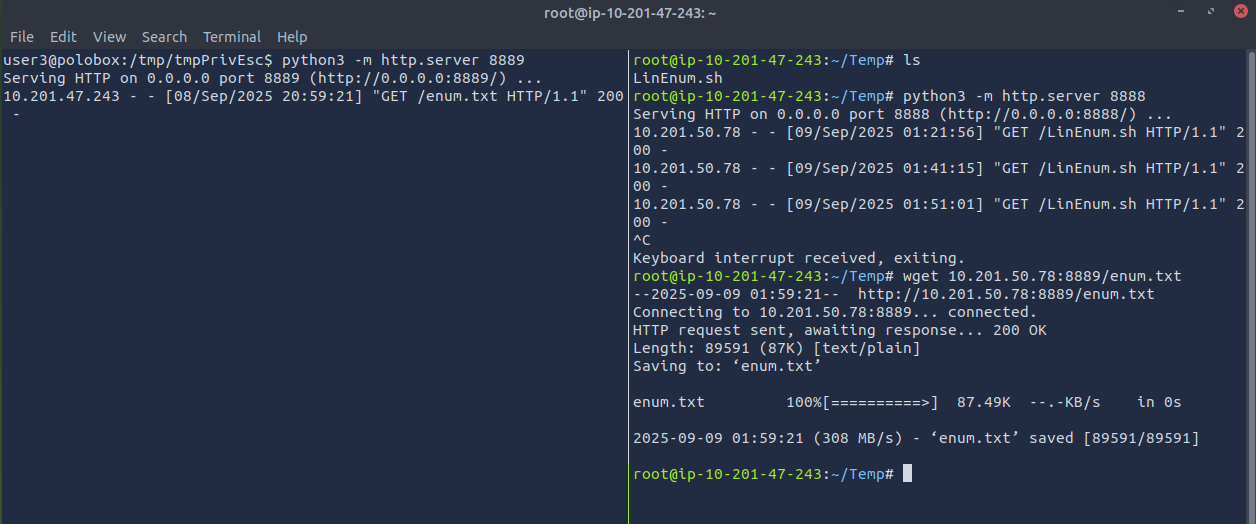 root@ip-10-201-47-243: ~
File Edit View Search Terminal Help
user3@polobox:/tmp/tmpPrivEsc$ python3 -m http.server 8889
Serving HTTP on 0.0.0.0 port 8889 (http://0.0.0.0:8889/) ...
10.201.47.243 - - [08/Sep/2025 20:59:21] "GET /enum.txt HTTP/1.1" 200
 -
root@ip-10-201-47-243:~/Temp# ls
LinEnum.sh
root@ip-10-201-47-243:~/Temp# python3 -m http.server 8888
Serving HTTP on 0.0.0.0 port 8888 (http://0.0.0.0:8888/) ...
10.201.50.78 - - [09/Sep/2025 01:21:56] "GET /LinEnum.sh HTTP/1.1" 2
00 -
10.201.50.78 - - [09/Sep/2025 01:41:15] "GET /LinEnum.sh HTTP/1.1" 2
00 -
10.201.50.78 - - [09/Sep/2025 01:51:01] "GET /LinEnum.sh HTTP/1.1" 2
00 -
^C
Keyboard interrupt received, exiting.
root@ip-10-201-47-243:~/Temp# wget 10.201.50.78:8889/enum.txt
--2025-09-09 01:59:21--  http://10.201.50.78:8889/enum.txt
Connecting to 10.201.50.78:8889... connected.
HTTP request sent, awaiting response... 200 OK
Length: 89591 (87K) [text/plain]
Saving to: ‘enum.txt’
enum.txt            100%[==========>]  87.49K  --.-KB/s    in 0s
2025-09-09 01:59:21 (308 MB/s) - ‘enum.txt’ saved [89591/89591]
root@ip-10-201-47-243:~/Temp#